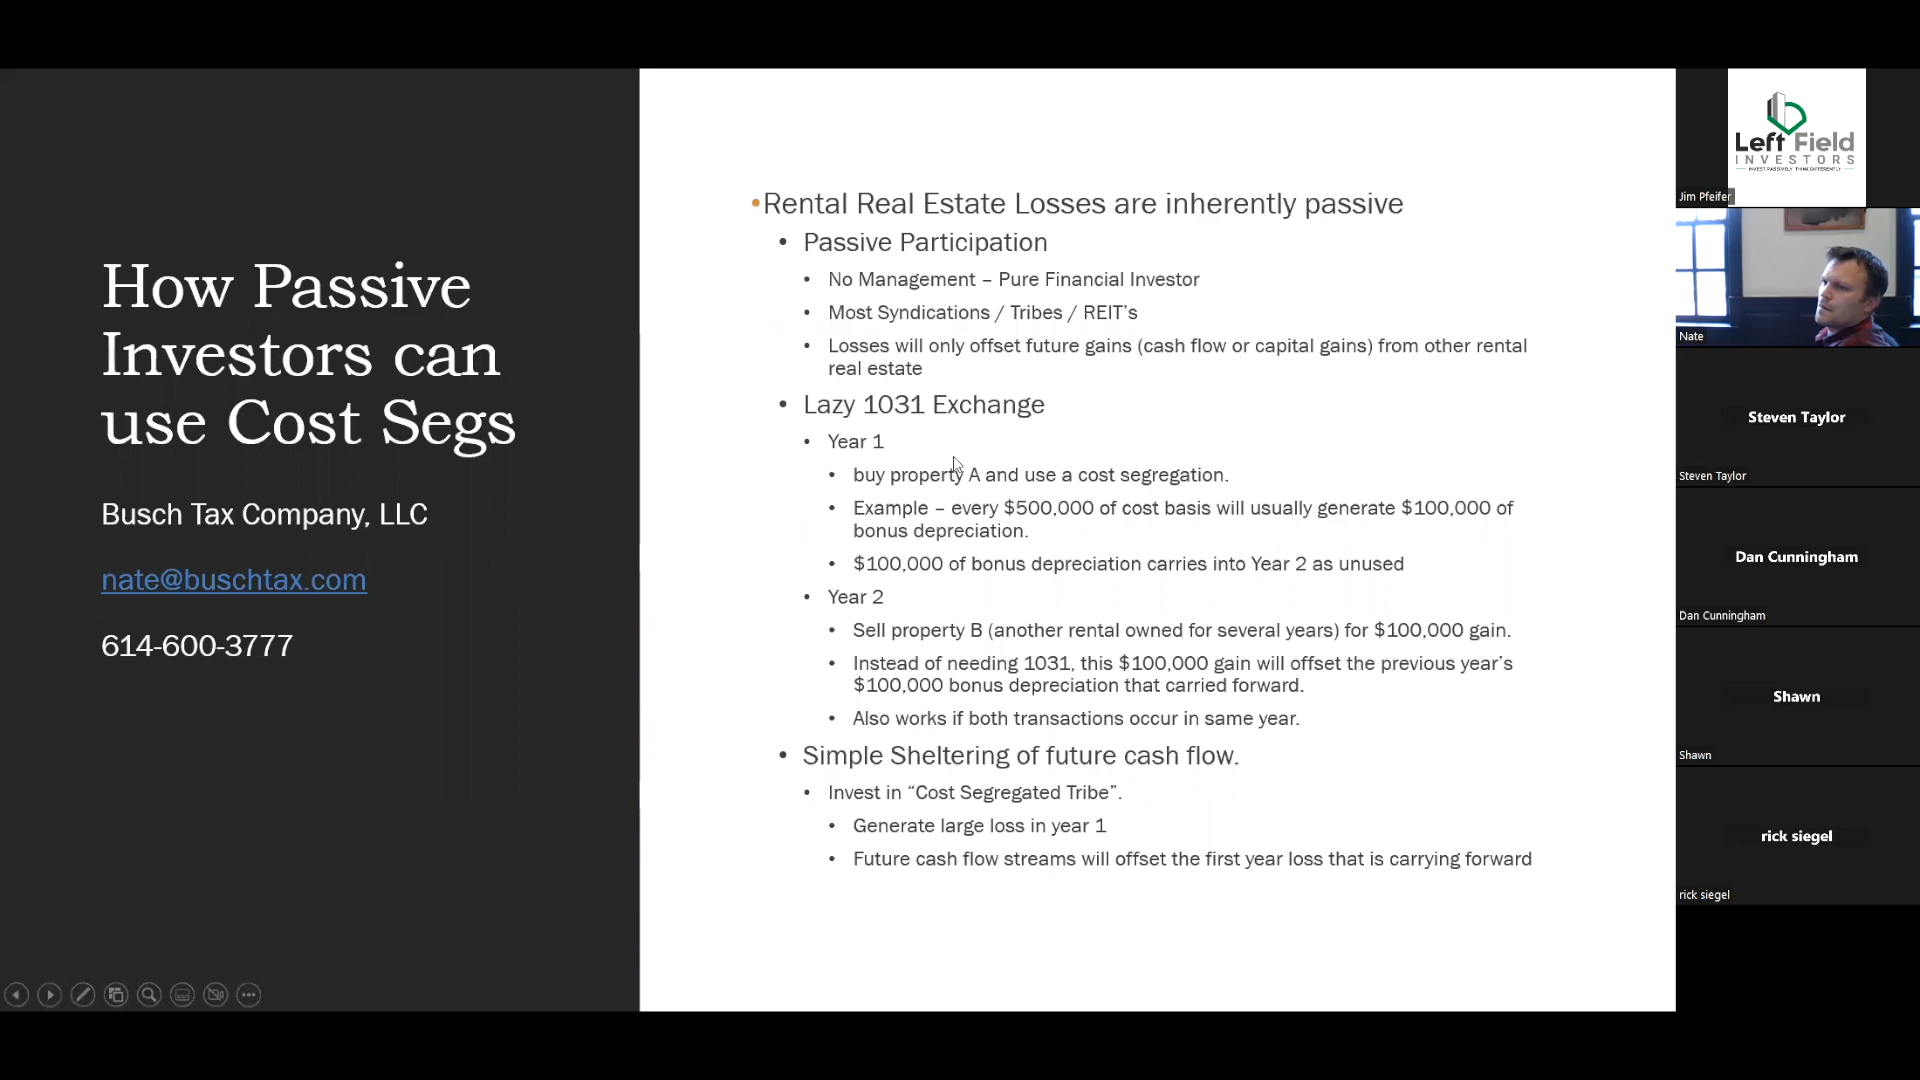 How Passive
Investors can
use Cost Segs
Busch Tax Company, LLC
nate@buschtax.com
614-600-3777
•Rental Real Estate Losses are inherently passive
• Passive Participation
• No Management – Pure Financial Investor
• Most Syndications / Tribes / REIT’s
• Losses will only offset future gains (cash flow or capital gains) from other rental
real estate
• Lazy 1031 Exchange
• Year 1
• buy property A and use a cost segregation.
• Example – every $500,000 of cost basis will usually generate $100,000 of
bonus depreciation.
• $100,000 of bonus depreciation carries into Year 2 as unused
• Year 2
• Sell property B (another rental owned for several years) for $100,000 gain.
• Instead of needing 1031, this $100,000 gain will offset the previous year’s
$100,000 bonus depreciation that carried forward.
• Also works if both transactions occur in same year.
• Simple Sheltering of future cash flow.
• Invest in “Cost Segregated Tribe”.
• Generate large loss in year 1
• Future cash flow streams will offset the first year loss that is carrying forward
Left Field
INVESTORS
INVEST PASSIVELY. THINK DIFFERENTLY.
Jim Pfeifer
Nate
Steven Taylor
Steven Taylor
Dan Cunningham
Dan Cunningham
Shawn
Shawn
rick siegel
rick siegel